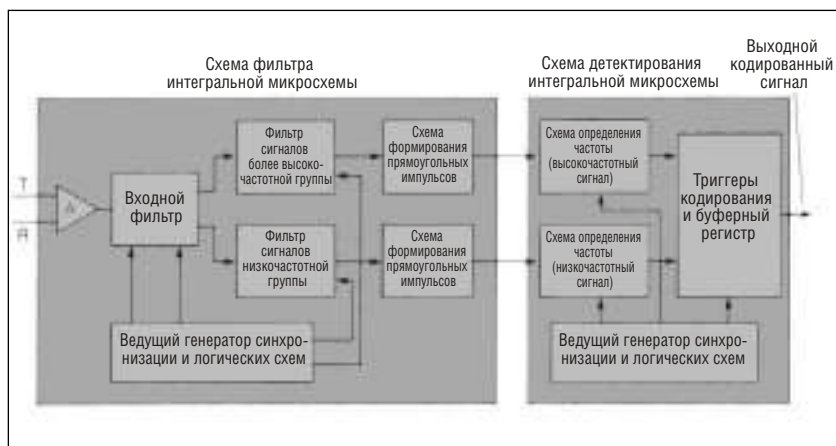 Схема фильтра
интегральной микросхемы
Схема детектирования
интегральной микросхемы
Выходной
кодированный
сигнал
Т
Л
Входной
фильтр
Фильтр
сигналов
более высоко-
частотной группы
Схема
формирования
прямоугольных
импульсов
Схема определения
частоты
(высокочастотный
сигнал)
Триггеры
кодирования
и буферный
регистр
Фильтр
сигналов
низкочастотной
группы
Схема
формирования
прямоугольных
импульсов
Схема определения
частоты
(низкочастотный
сигнал)
Ведущий генератор синхро-
низации и логических схем
Ведущий генератор синхро-
низации и логических схем